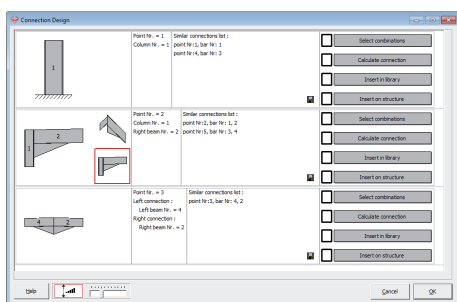 Connection Design
1
Point Nr. = 1
Column Nr. = 1
Similar connections list :
point Nr:1, bar Nr: 1
point Nr:4, bar Nr: 3
Select combinations
Calculate connection
Insert in library
Insert on structure
1
2
Point Nr. = 2
Column Nr. = 1
Right beam Nr. = 2
Similar connections list :
point Nr:2, bar Nr: 1, 2
point Nr:5, bar Nr: 3, 4
Select combinations
Calculate connection
Insert in library
Insert on structure
4 2
Point Nr. = 3
Left connection :
Left beam Nr. = 4
Right connection :
Right beam Nr. = 2
Similar connections list :
point Nr:3, bar Nr: 4, 2
Select combinations
Calculate connection
Insert in library
Insert on structure
Help
Cancel
OK